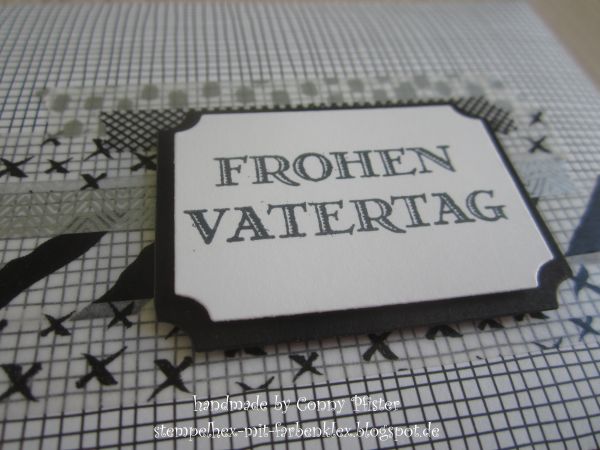 FROHEN
VATERTAG
handmade by Conny Pfister
stempelhex-mit-farbenklex.blogspot.de